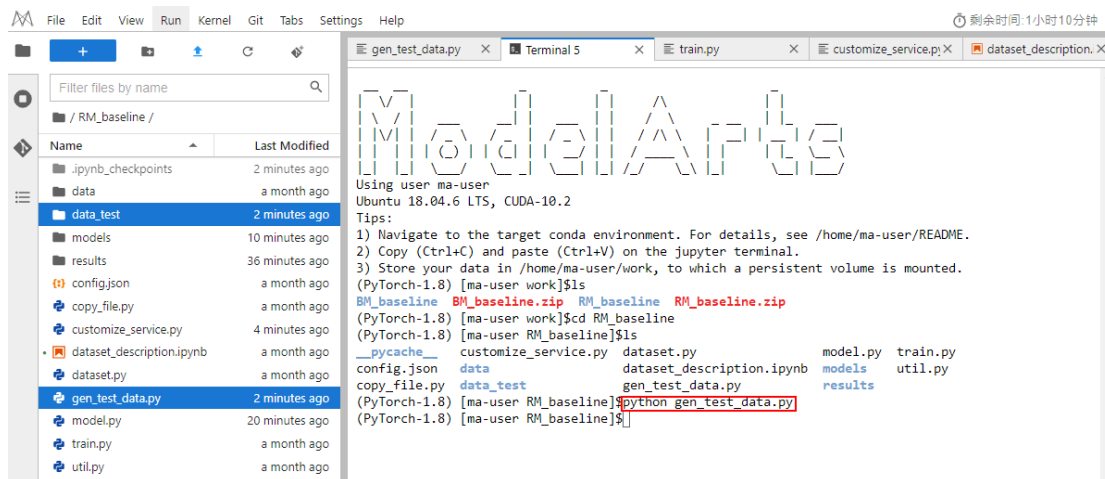 File Edit View Run Kernel Git Tabs Settings Help
剩余时间:1小时10分钟
gen_test_data.py
Terminal 5
train.py
customize_service.py
dataset_description.
Filter files by name
/ RM_baseline /
Name Last Modified
.ipynb_checkpoints 2 minutes ago
data a month ago
data_test 2 minutes ago
models 10 minutes ago
results 36 minutes ago
config.json a month ago
copy_file.py a month ago
customize_service.py 4 minutes ago
dataset_description.ipynb a month ago
dataset.py a month ago
gen_test_data.py 2 minutes ago
model.py 20 minutes ago
train.py a month ago
util.py a month ago
ModelArts
Using user ma-user
Ubuntu 18.04.6 LTS, CUDA-10.2
Tips:
1) Navigate to the target conda environment. For details, see /home/ma-user/README.
2) Copy (Ctrl+C) and paste (Ctrl+V) on the jupyter terminal.
3) Store your data in /home/ma-user/work, to which a persistent volume is mounted.
(PyTorch-1.8) [ma-user work]$ls
BM_baseline BM_baseline.zip RM_baseline RM_baseline.zip
(PyTorch-1.8) [ma-user work]$cd RM_baseline
(PyTorch-1.8) [ma-user RM_baseline]$ls
__pycache__ customize_service.py dataset.py model.py train.py
config.json data dataset_description.ipynb models util.py
copy_file.py data_test gen_test_data.py results
(PyTorch-1.8) [ma-user RM_baseline]$python gen_test_data.py
(PyTorch-1.8) [ma-user RM_baseline]$